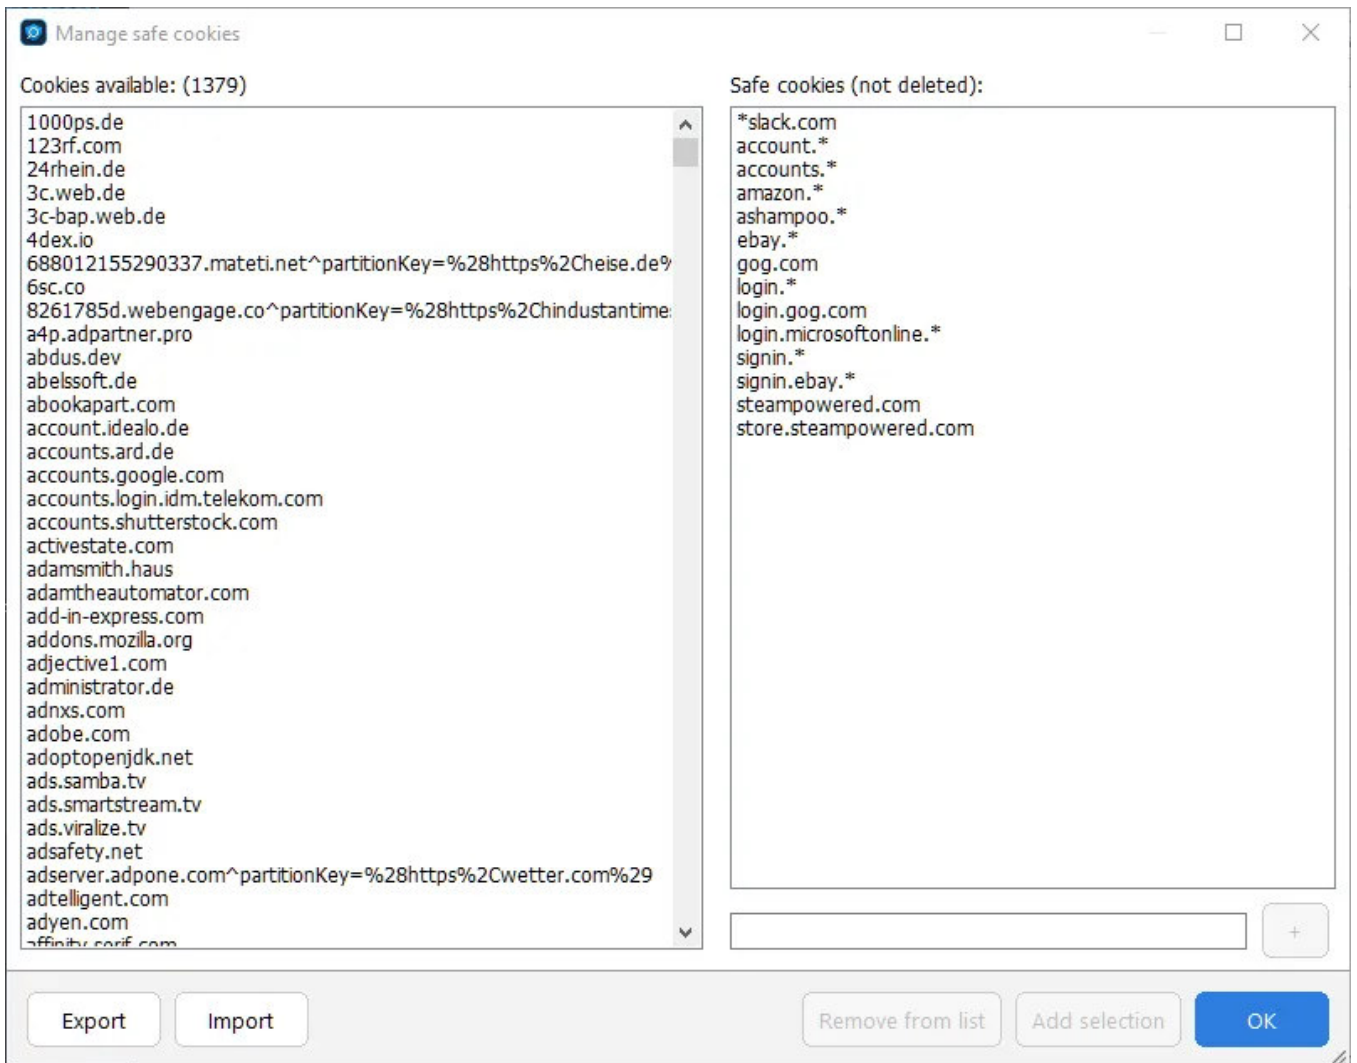 Manage safe cookies
Cookies available: (1379)
1000ps.de
123rf.com
24rhein.de
3c.web.de
3c-bap.web.de
4dex.io
688012155290337.mateti.net^partitionKey=%28https%2Cheise.de%
6sc.co
8261785d.webengage.co^partitionKey=%28https%2Chindustantime
a4p.adpartner.pro
abdus.dev
abelssoft.de
abookapart.com
account.idealo.de
accounts.ard.de
accounts.google.com
accounts.login.idm.telekom.com
accounts.shutterstock.com
activestate.com
adamsmith.haus
adamtheautomator.com
add-in-express.com
addons.mozilla.org
adjective1.com
administrator.de
adnxs.com
adobe.com
adoptopenjdk.net
ads.samba.tv
ads.smartstream.tv
ads.viralize.tv
adsafety.net
adserver.adpone.com^partitionKey=%28https%2Cwetter.com%29
adtelligent.com
adyen.com
affinity.serif.com
Safe cookies (not deleted):
*slack.com
account.*
accounts.*
amazon.*
ashampoo.*
ebay.*
gog.com
login.*
login.gog.com
login.microsoftonline.*
signin.*
signin.ebay.*
steampowered.com
store.steampowered.com
+
Export
Import
Remove from list
Add selection
OK